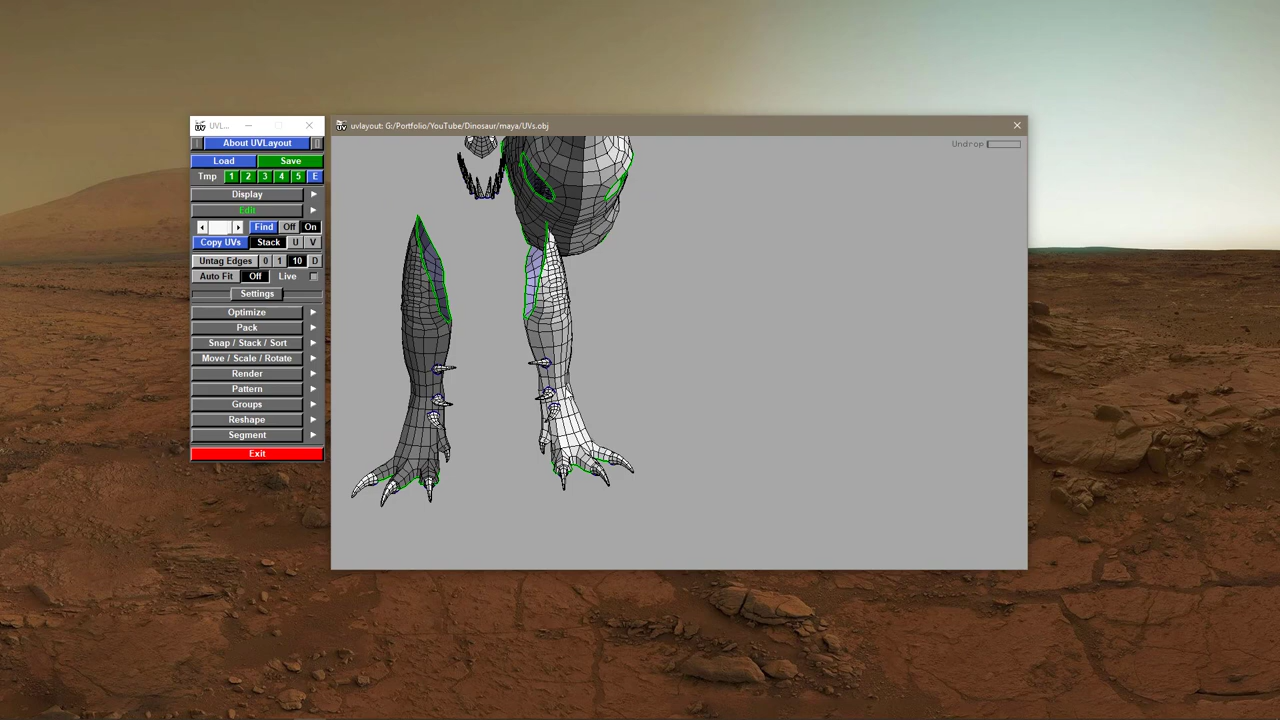 UVL...
uvlayout: G:/Portfolio/YouTube/Dinosaur/maya/UVs.obj
About UVLayout
Undrop
Load Save
Tmp 1 2 3 4 5 E
Display
Edit
Find Off On
Copy UVs Stack U V
Untag Edges 0 1 10 D
Auto Fit Off Live
Settings
Optimize
Pack
Snap / Stack / Sort
Move / Scale / Rotate
Render
Pattern
Groups
Reshape
Segment
Exit